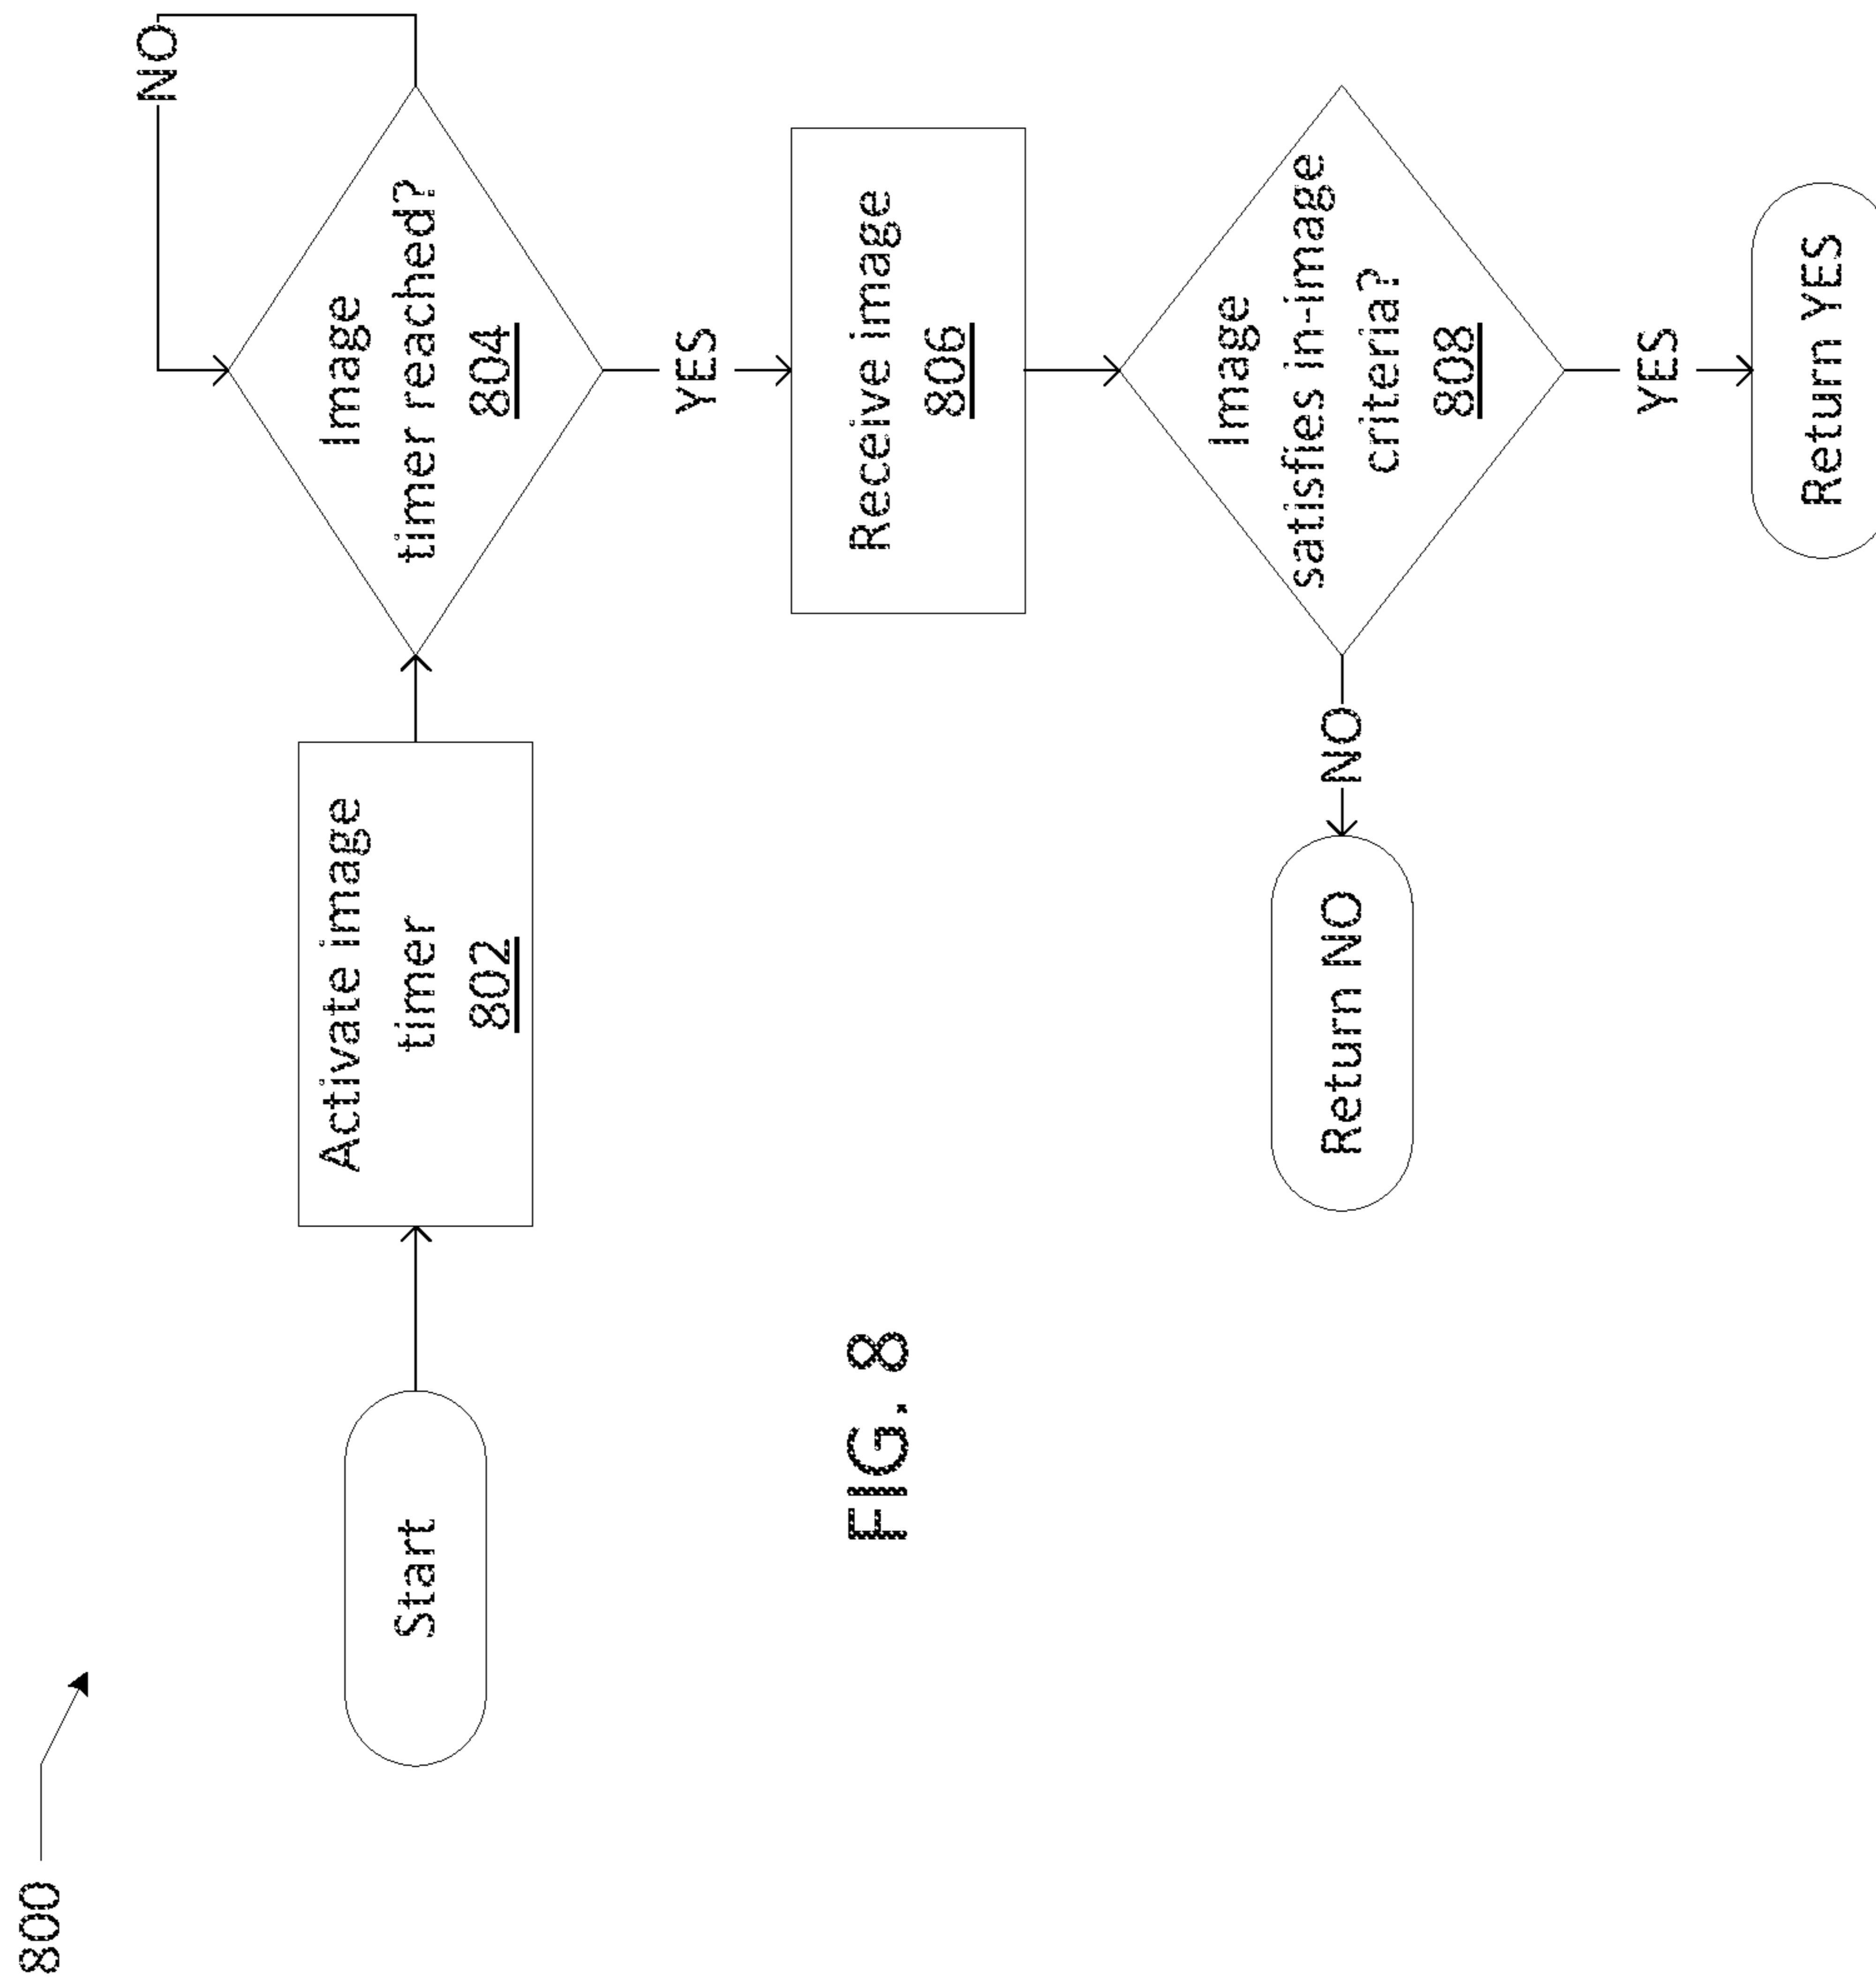 800
Start
Activate image
timer
802
Image
timer reached?
804
NO
YES
Receive image
806
Image
satisfies in-image
criteria?
808
NO
Return NO
YES
Return YES
FIG. 8